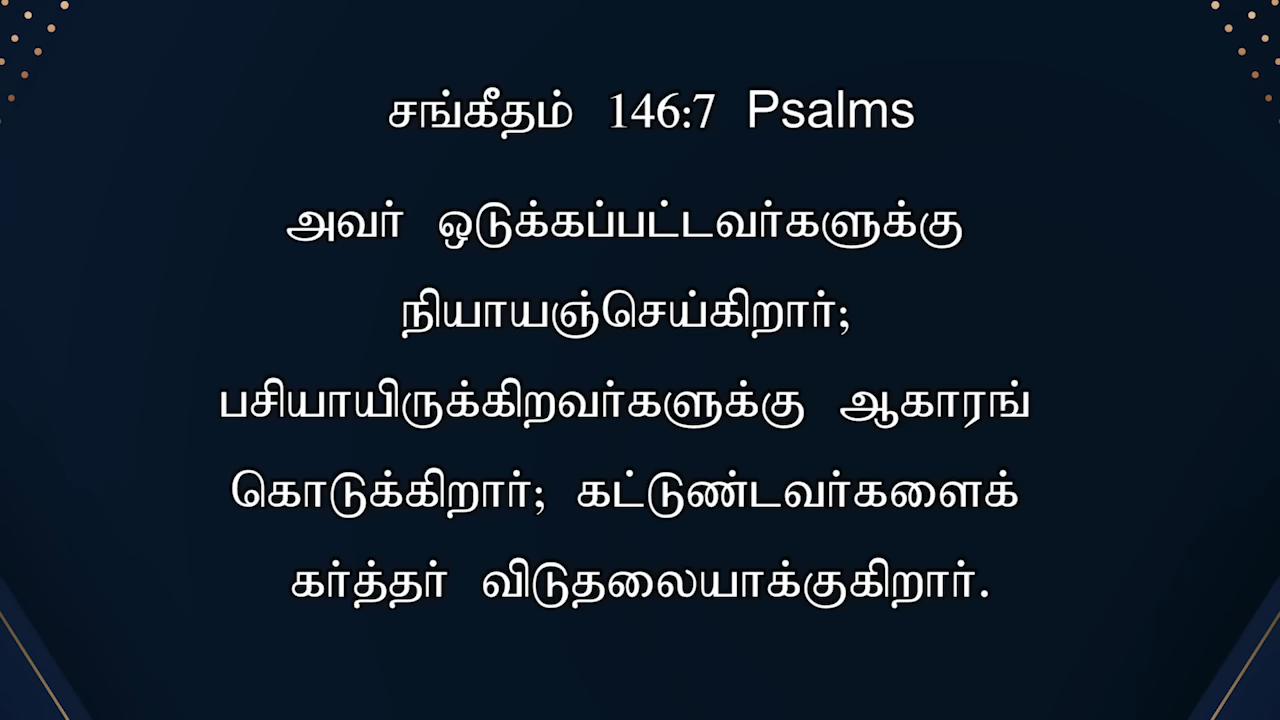 சங்கீதம் 146:7 Psalms
அவர் ஒடுக்கப்பட்டவர்களுக்கு
நியாயஞ்செய்கிறார்;
பசியாயிருக்கிறவர்களுக்கு ஆகாரங்
கொடுக்கிறார்; கட்டுண்டவர்களைக்
கர்த்தர் விடுதலையாக்குகிறார்.